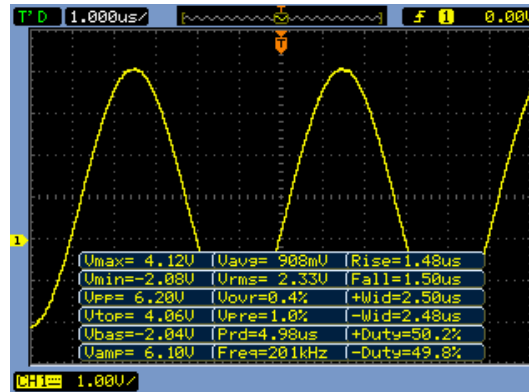 T'D 1.000us/ T f 1 0.00V
T
1
Vmax= 4.12V Vavg= 908mV Rise=1.48us
Vmin=-2.08V Vrms= 2.33V Fall=1.50us
Vpp= 6.20V Vovr=0.4% +Wid=2.50us
Vtop= 4.06V Vpre=1.0% -Wid=2.48us
Vbas=-2.04V Prd=4.98us +Duty=50.2%
Vamp= 6.10V Freq=201kHz -Duty=49.8%
CH1 1.00V/